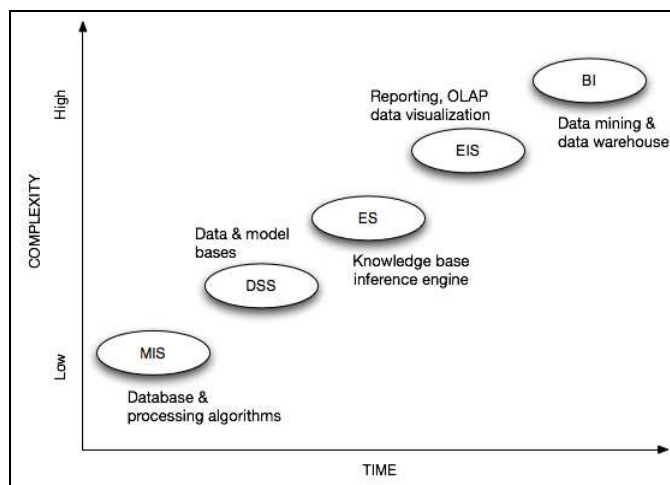 BI
High
Reporting, OLAP
data visualization
Data mining &
data warehouse
EIS
ES
COMPLEXITY
Data & model
bases
Knowledge base
inference engine
DSS
MIS
Low
Database &
processing algorithms
TIME